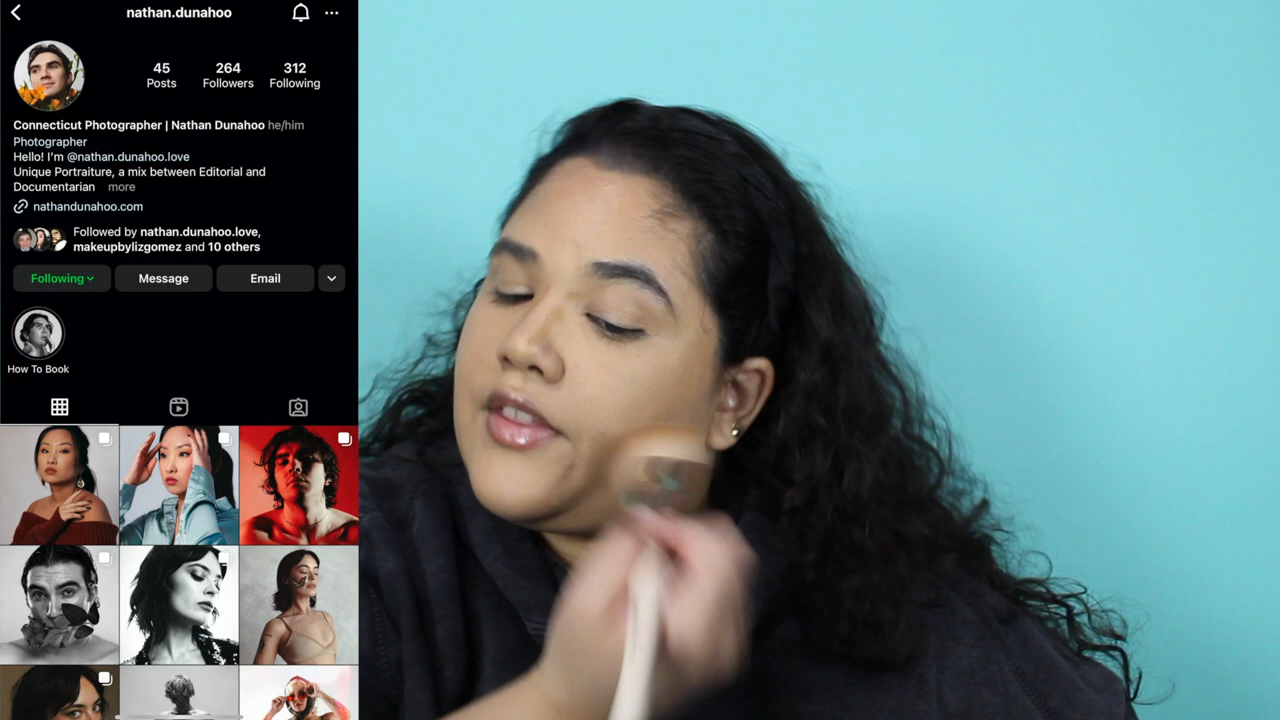 nathan.dunahoo
45
264
312
Posts
Followers
Following
Connecticut Photographer | Nathan Dunahoo he/him
Photographer
Hello! I'm @nathan.dunahoo.love
Unique Portraiture, a mix between Editorial and
Documentarian more
nathandunahoo.com
Followed by nathan.dunahoo.love,
makeupbylizgomez and 10 others
Following
Message
Email
How To Book